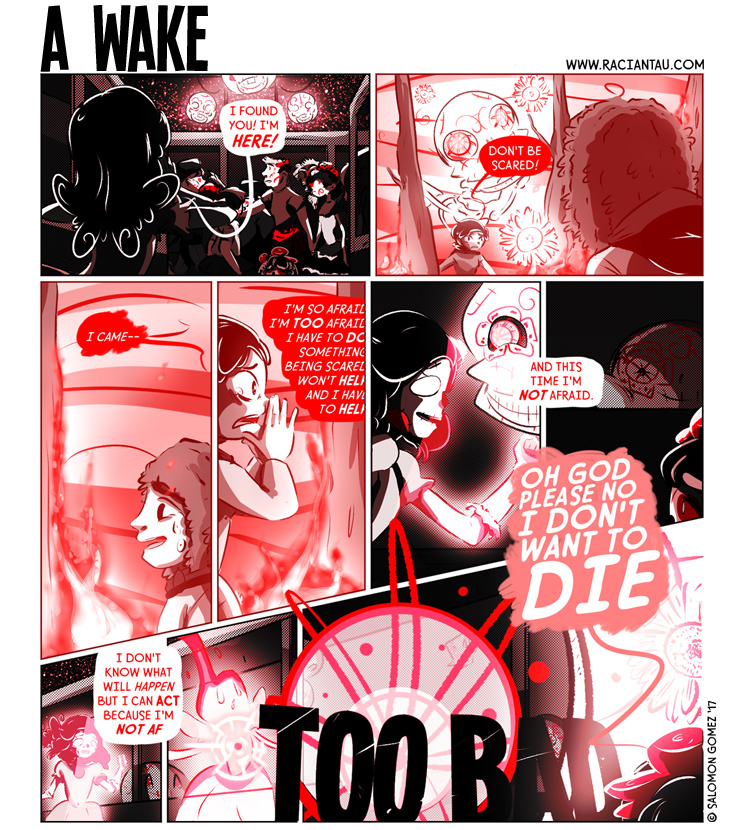 A WAKE
WWW.RACIANTAU.COM
I FOUND
YOU! I'M
HERE!
DON'T BE
SCARED!
I CAME--
I'M SO AFRAID
I'M TOO AFRAID
I HAVE TO DO
SOMETHING
BEING SCARED
WON'T HELP
AND I HAVE
TO HELP
AND THIS
TIME I'M
NOT AFRAID.
OH GOD
PLEASE NO
I DON'T
WANT TO
DIE
I DON'T
KNOW WHAT
WILL HAPPEN
BUT I CAN ACT
BECAUSE I'M
NOT AF
TOO BAD
© SALOMON GOMEZ '17